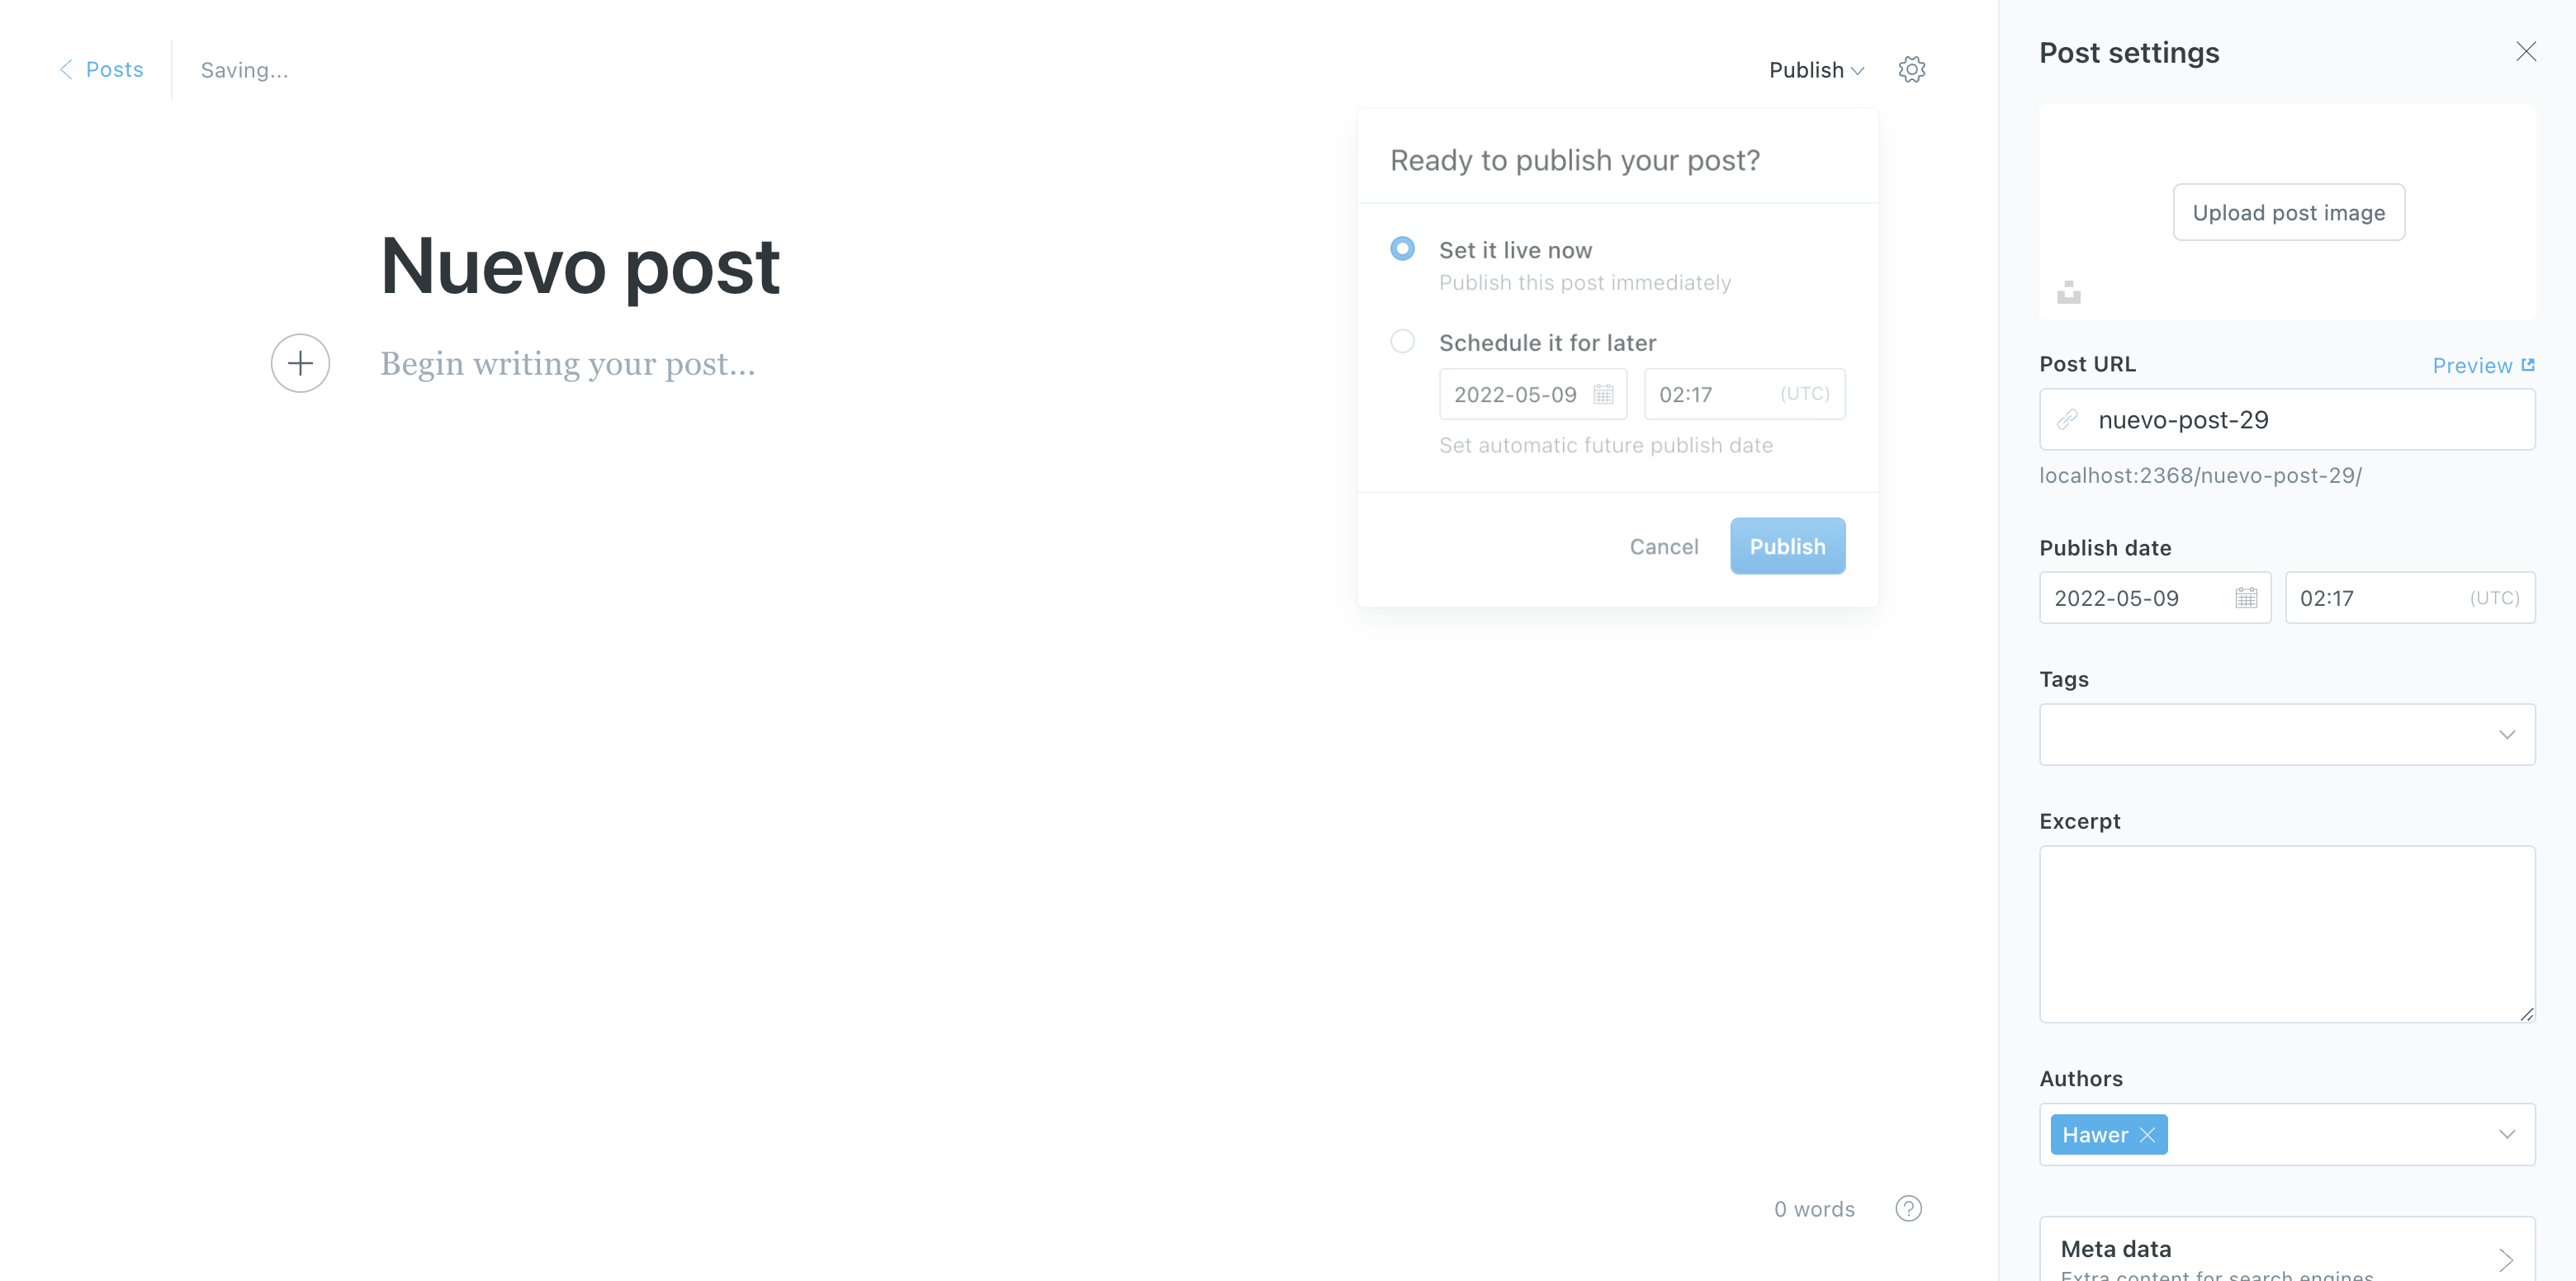 Posts
Saving...
Publish
Ready to publish your post?
Set it live now
Publish this post immediately
Schedule it for later
2022-05-09
02:17 (UTC)
Set automatic future publish date
Cancel
Publish
Nuevo post
Begin writing your post...
0 words
?
Post settings
Upload post image
Post URL
Preview
nuevo-post-29
localhost:2368/nuevo-post-29/
Publish date
2022-05-09
02:17 (UTC)
Tags
Excerpt
Authors
Hawer
Meta data
Extra content for search engines